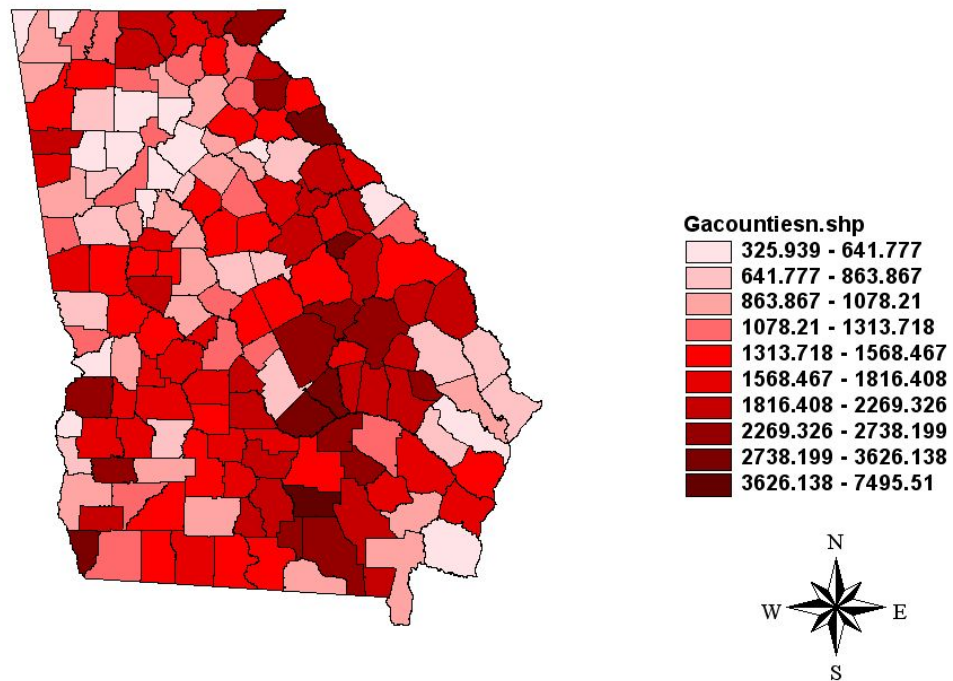 Gacountiesn.shp
325.939 - 641.777
641.777 - 863.867
863.867 - 1078.21
1078.21 - 1313.718
1313.718 - 1568.467
1568.467 - 1816.408
1816.408 - 2269.326
2269.326 - 2738.199
2738.199 - 3626.138
3626.138 - 7495.51
N
W E
S